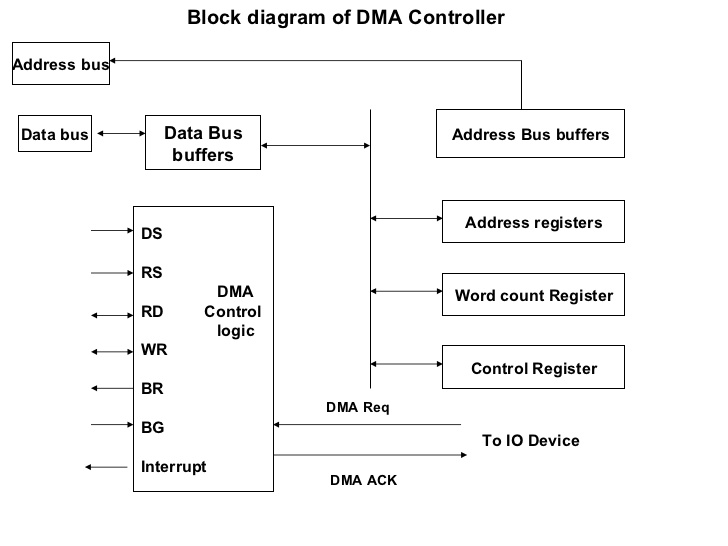 Block diagram of DMA Controller
Address bus
Data bus
Data Bus
buffers
Address Bus buffers
Address registers
Word count Register
Control Register
DS
RS
RD
WR
BR
BG
Interrupt
DMA
Control
logic
DMA Req
To IO Device
DMA ACK